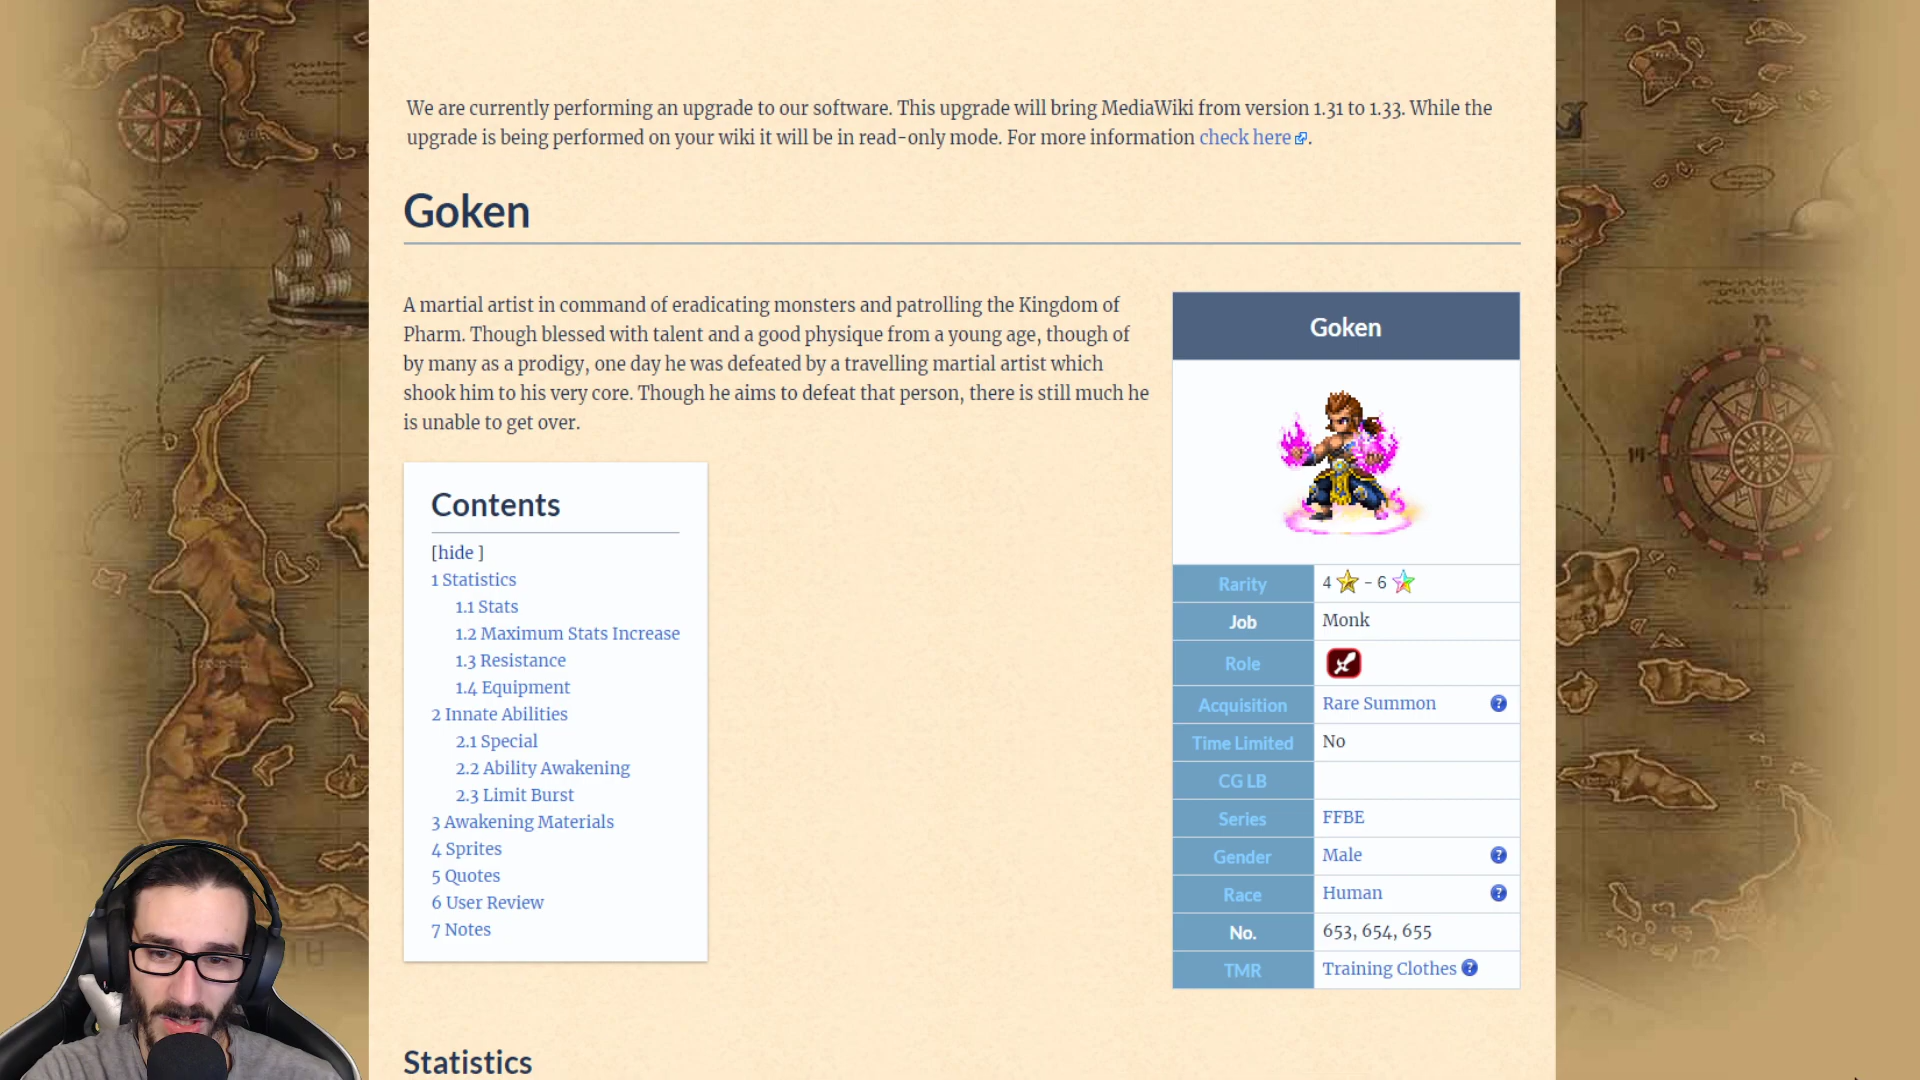 We are currently performing an upgrade to our software. This upgrade will bring MediaWiki from version 1.31 to 1.33. While the
upgrade is being performed on your wiki it will be in read-only mode. For more information check here.
Goken
A martial artist in command of eradicating monsters and patrolling the Kingdom of
Pharm. Though blessed with talent and a good physique from a young age, though of
by many as a prodigy, one day he was defeated by a travelling martial artist which
shook him to his very core. Though he aims to defeat that person, there is still much he
is unable to get over.
Contents
[hide ]
1 Statistics
1.1 Stats
1.2 Maximum Stats Increase
1.3 Resistance
1.4 Equipment
2 Innate Abilities
2.1 Special
2.2 Ability Awakening
2.3 Limit Burst
3 Awakening Materials
4 Sprites
5 Quotes
6 User Review
7 Notes
Goken
Rarity 4 - 6
Job Monk
Role
Acquisition Rare Summon ?
Time Limited No
CG LB
Series FFBE
Gender Male ?
Race Human ?
No. 653, 654, 655
TMR Training Clothes ?
Statistics